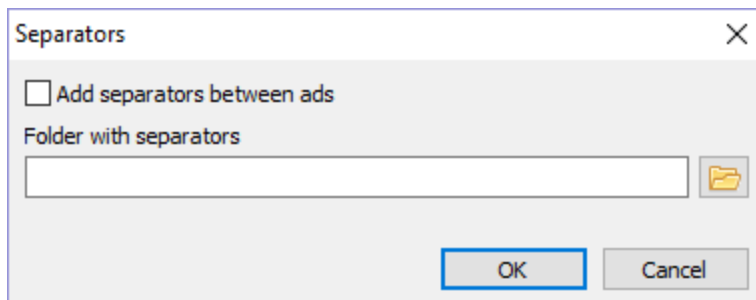 Separators
Add separators between ads
Folder with separators
OK
Cancel